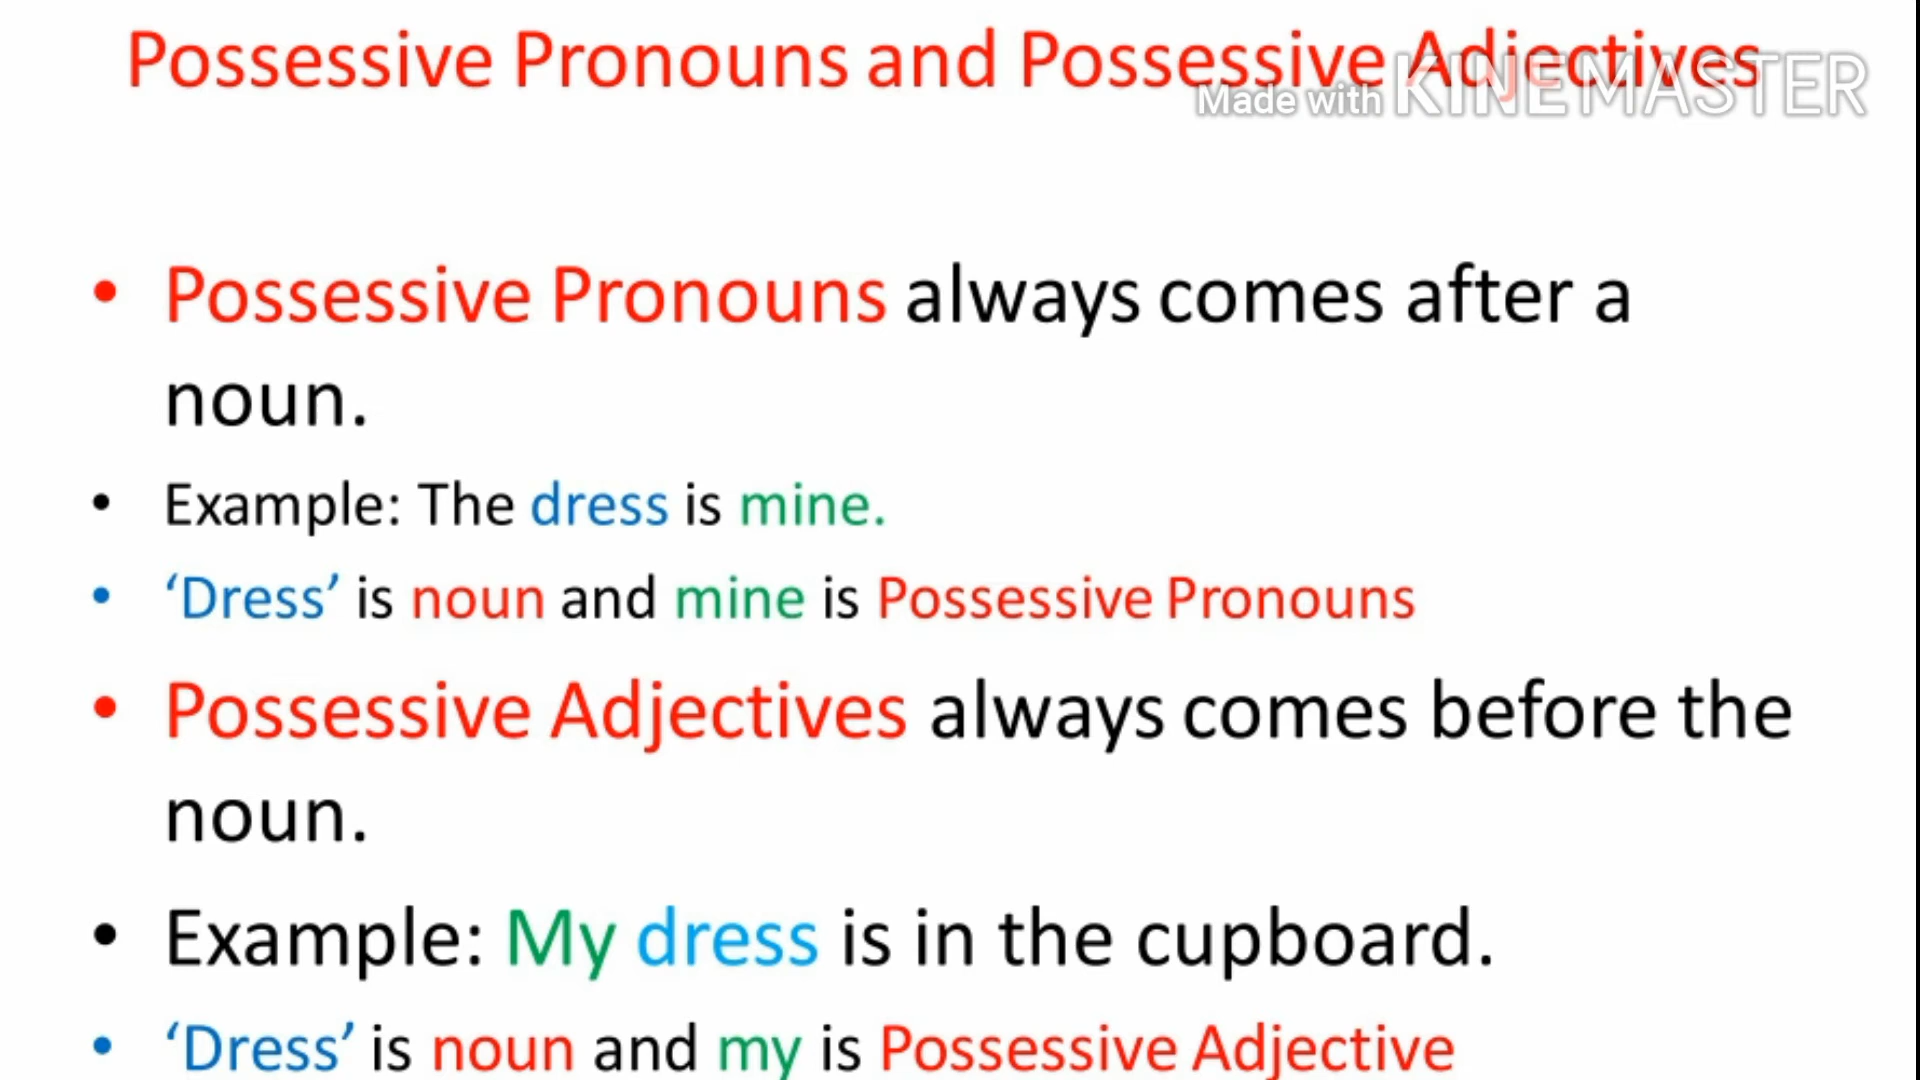 Possessive Pronouns and Possessive Adjectives
Made with KINEMASTER
• Possessive Pronouns always comes after a
noun.
• Example: The dress is mine.
• ‘Dress’ is noun and mine is Possessive Pronouns
• Possessive Adjectives always comes before the
noun.
• Example: My dress is in the cupboard.
• ‘Dress’ is noun and my is Possessive Adjective